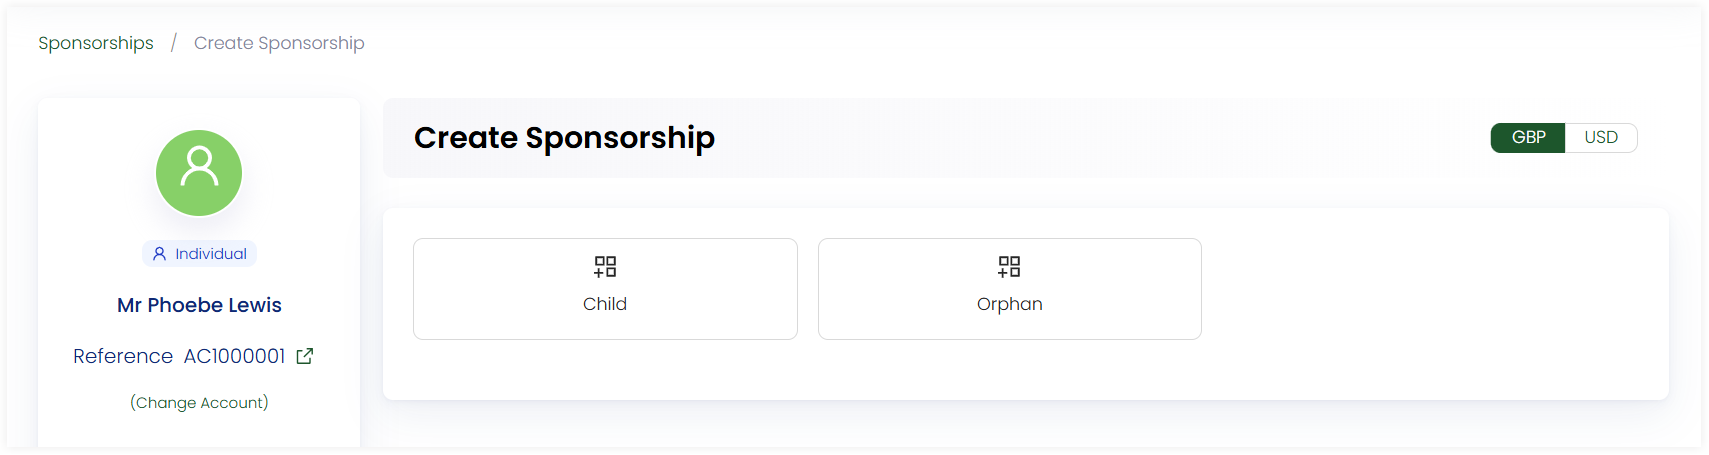 Sponsorships / Create Sponsorship
Individual
Mr Phoebe Lewis
Reference AC1000001
(Change Account)
Create Sponsorship
GBP USD
Child
Orphan